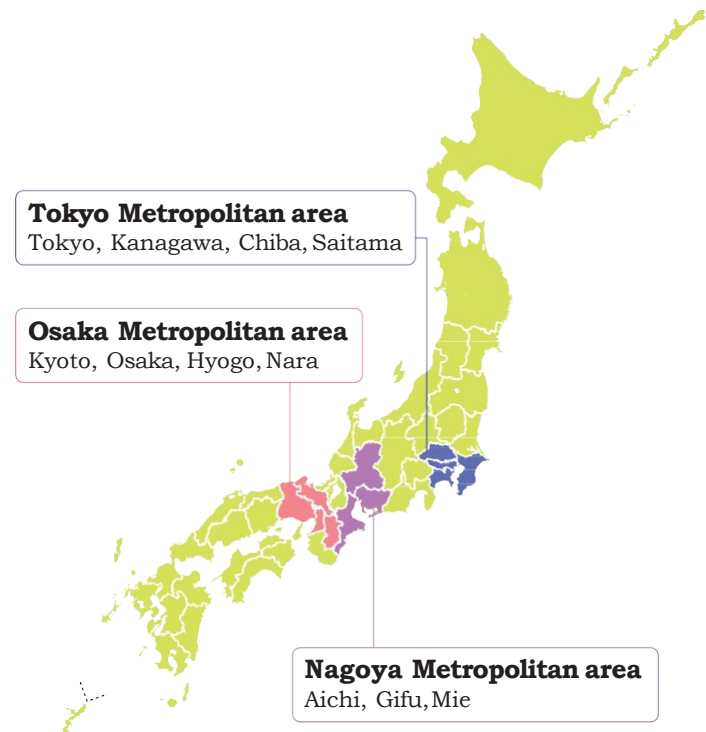 Tokyo Metropolitan area
Tokyo, Kanagawa, Chiba, Saitama
Osaka Metropolitan area
Kyoto, Osaka, Hyogo, Nara
Nagoya Metropolitan area
Aichi, Gifu, Mie